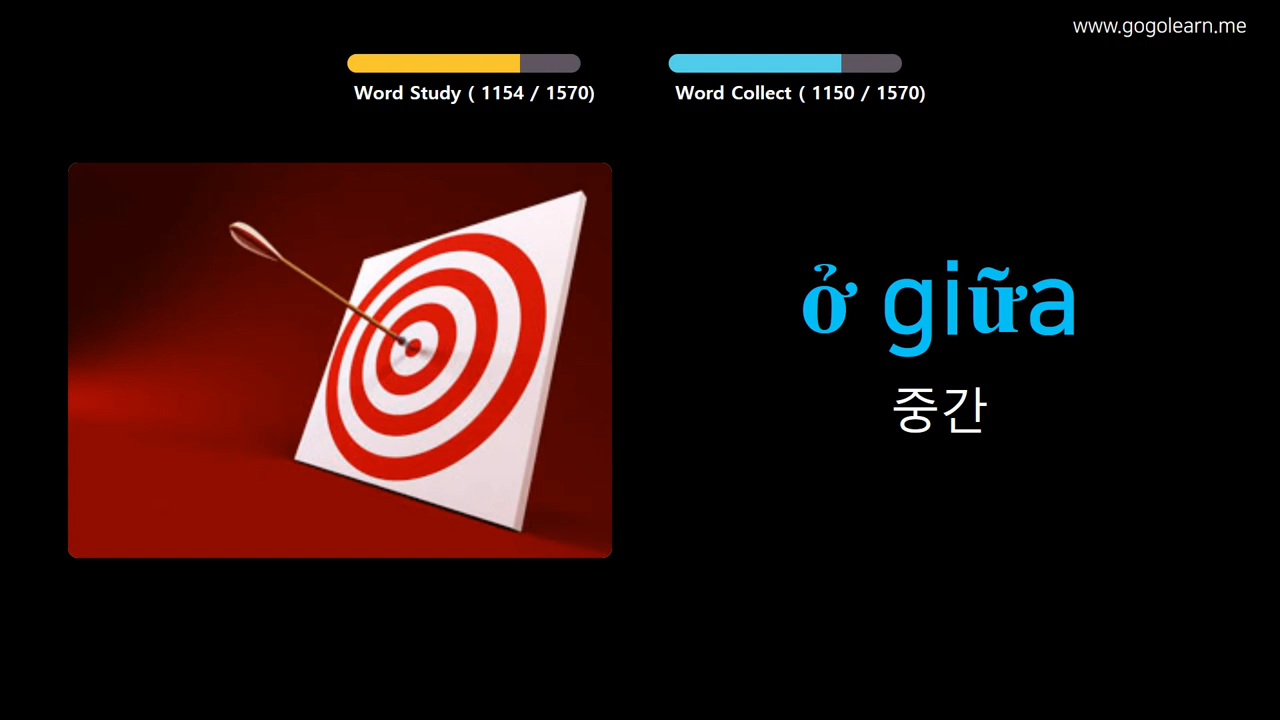 www.gogolearn.me
Word Study ( 1154 / 1570)
Word Collect ( 1150 / 1570)
ở giữa
중간